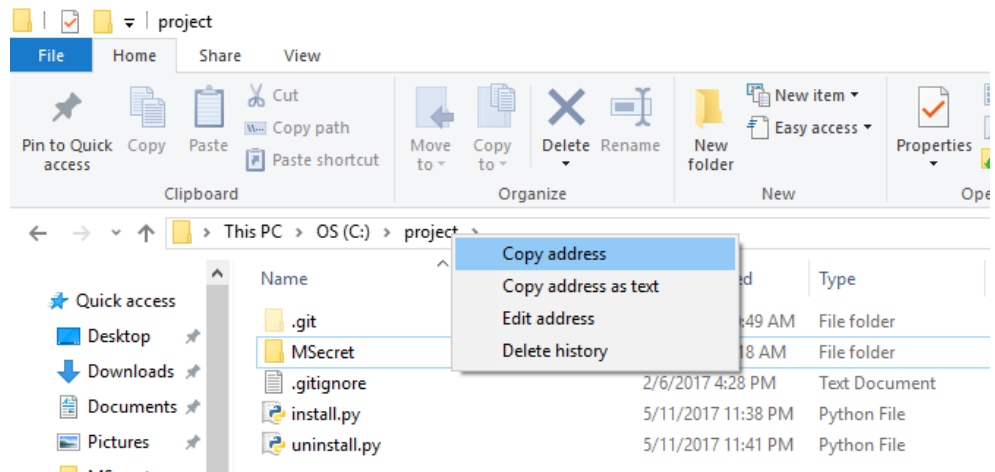 project
File Home Share View
Pin to Quick access
Copy
Paste
Cut
Copy path
Paste shortcut
Clipboard
Move to
Copy to
Delete
Rename
Organize
New folder
New item
Easy access
New
Properties
This PC > OS (C:) > project >
Copy address
Copy address as text
Edit address
Delete history
Quick access
Desktop
Downloads
Documents
Pictures
Name Type
.git :49 AM File folder
MSecret 18 AM File folder
.gitignore 2/6/2017 4:28 PM Text Document
install.py 5/11/2017 11:38 PM Python File
uninstall.py 5/11/2017 11:41 PM Python File